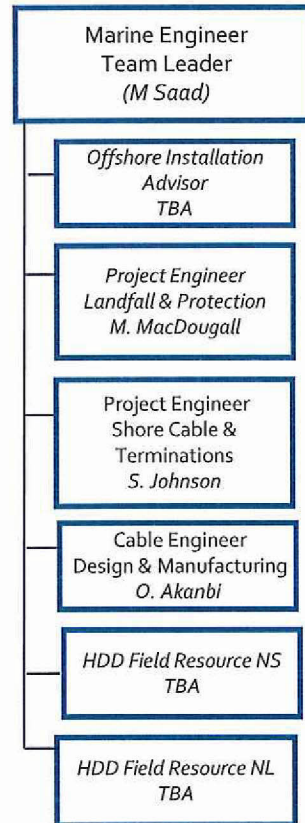 Marine Engineer
Team Leader
(M Saad)
Offshore Installation
Advisor
TBA
Project Engineer
Landfall & Protection
M. MacDougall
Project Engineer
Shore Cable &
Terminations
S. Johnson
Cable Engineer
Design & Manufacturing
O. Akanbi
HDD Field Resource NS
TBA
HDD Field Resource NL
TBA